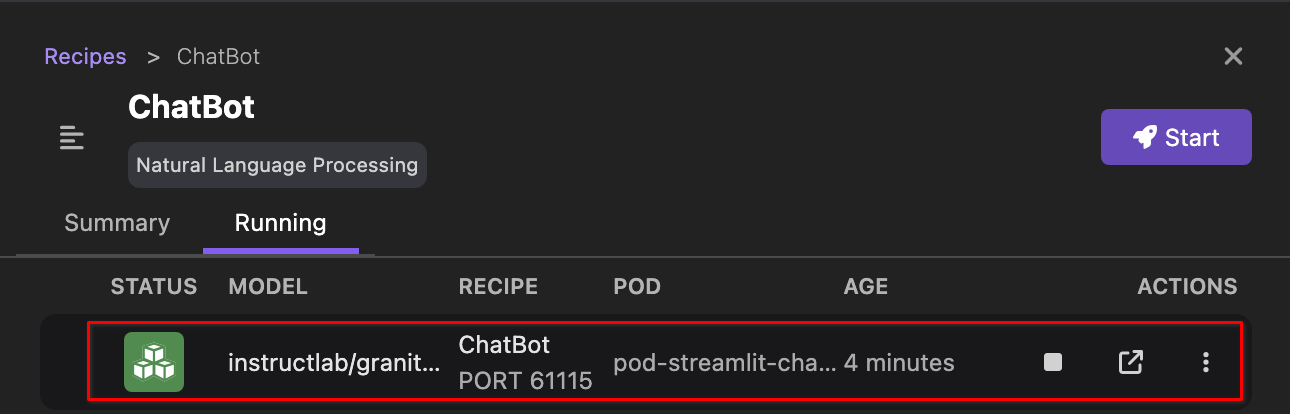 Recipes > ChatBot
ChatBot
Start
Natural Language Processing
Summary Running
STATUS MODEL RECIPE POD AGE ACTIONS
instructlab/granit... ChatBot pod-streamlit-cha... 4 minutes
PORT 61115